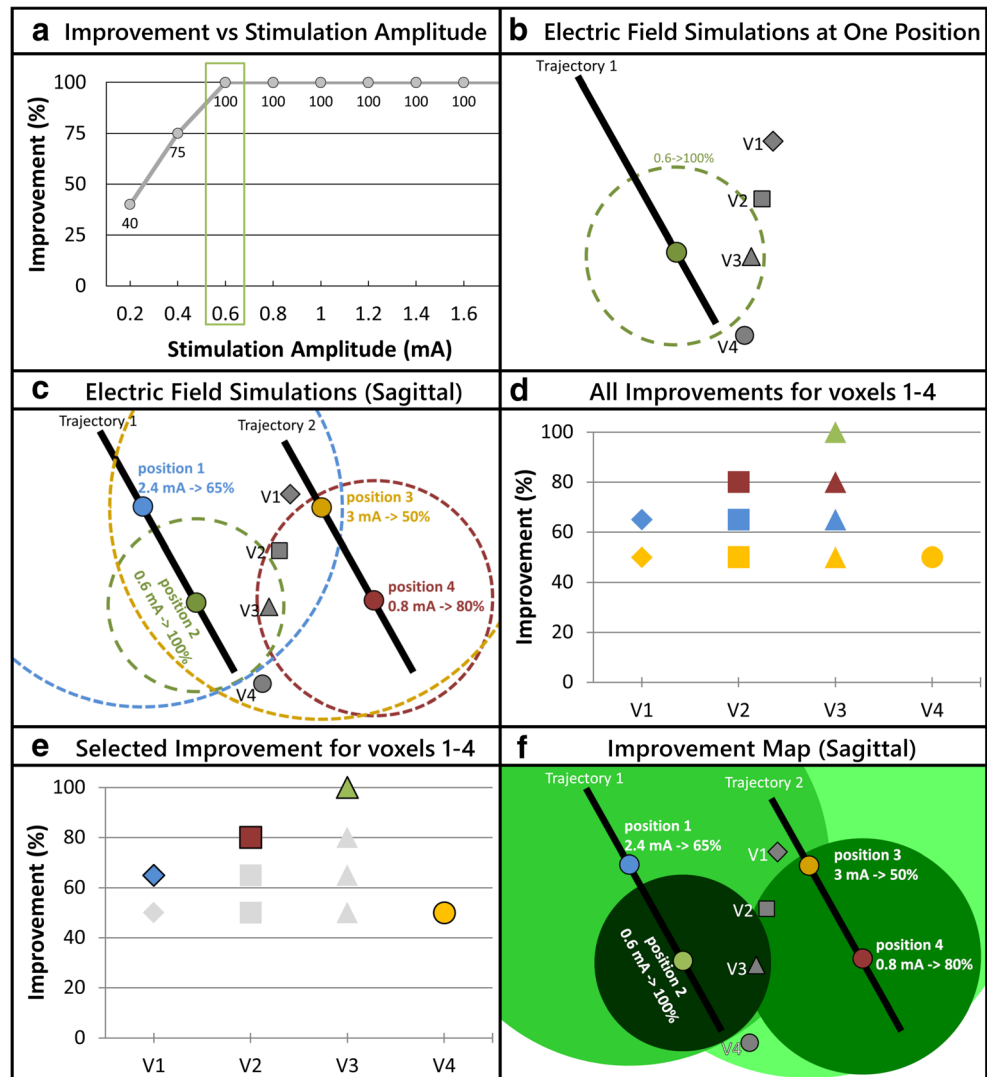 a Improvement vs Stimulation Amplitude
Improvement (%)
100
75
50
25
0
40
75
100 100 100 100 100 100
0.2 0.4 0.6 0.8 1 1.2 1.4 1.6
Stimulation Amplitude (mA)
b Electric Field Simulations at One Position
Trajectory 1
0.6->100%
V1
V2
V3
V4
c Electric Field Simulations (Sagittal)
Trajectory 1
Trajectory 2
position 1
2.4 mA -> 65%
position 2
0.6 mA -> 100%
V1
V2
V3
V4
position 3
3 mA -> 50%
position 4
0.8 mA -> 80%
d All Improvements for voxels 1-4
Improvement (%)
100
80
60
40
20
0
V1 V2 V3 V4
e Selected Improvement for voxels 1-4
Improvement (%)
100
80
60
40
20
0
V1 V2 V3 V4
f Improvement Map (Sagittal)
Trajectory 1
Trajectory 2
position 1
2.4 mA -> 65%
position 2
0.6 mA -> 100%
V1
V2
V3
V4
position 3
3 mA -> 50%
position 4
0.8 mA -> 80%